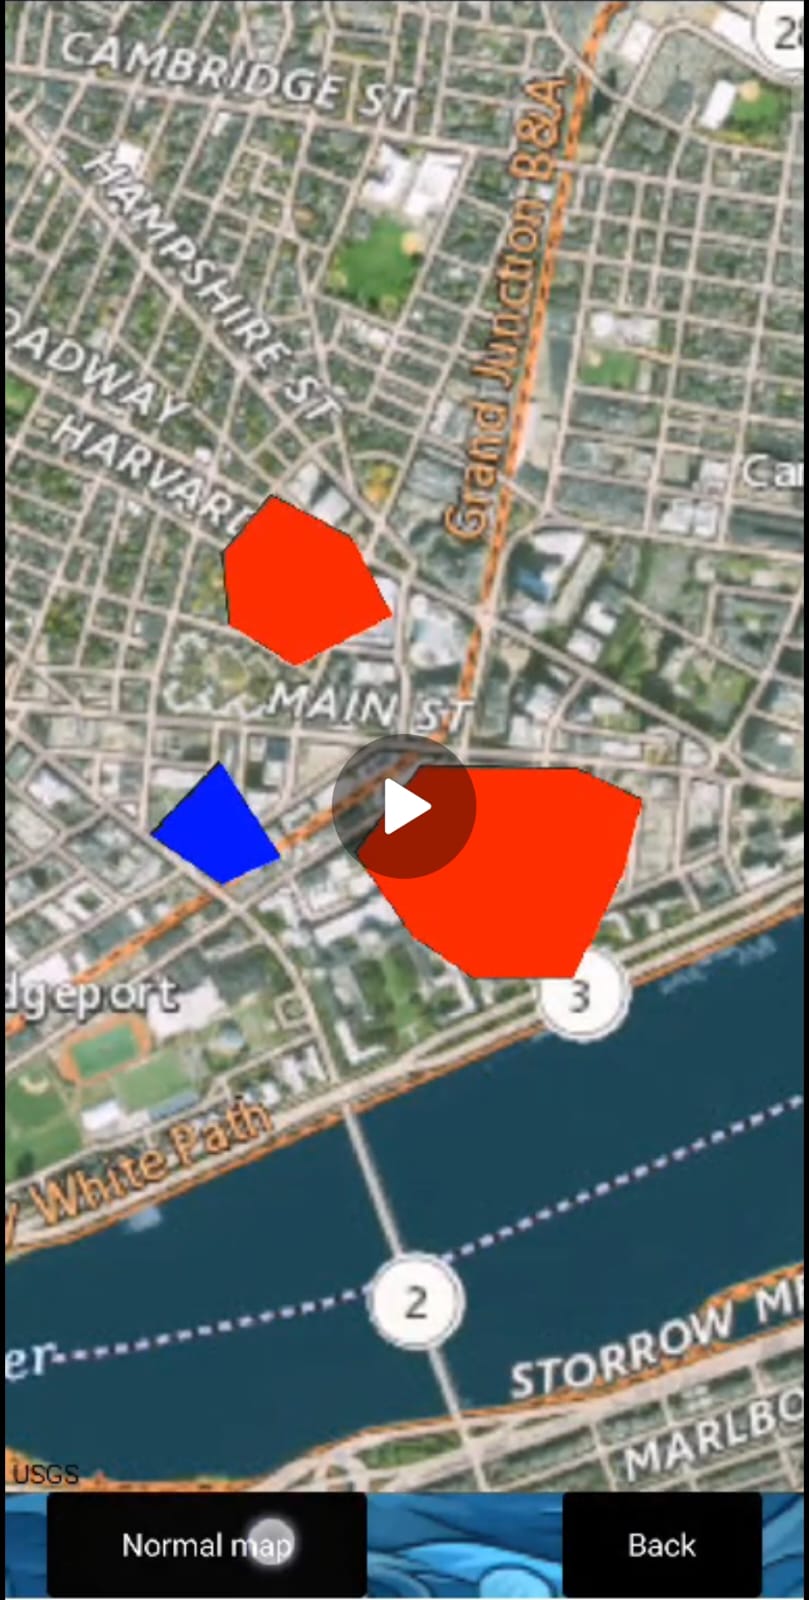 2
CAMBRIDGE ST
Grand Junction B&A
HAMPSHIRE ST
OADWAY
HARVARD
Ca
MAIN ST
dgeport
3
White Path
2
er
STORROW
MARLBO
USGS
Normal map
Back